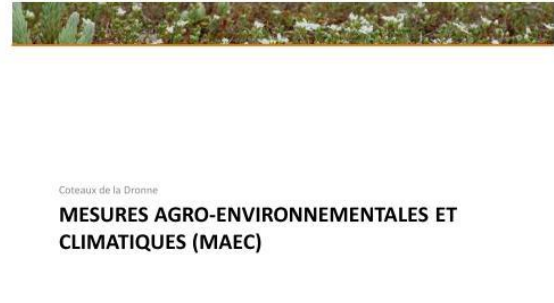 Coteaux de la Dronne
MESURES AGRO-ENVIRONNEMENTALES ET
CLIMATIQUES (MAEC)